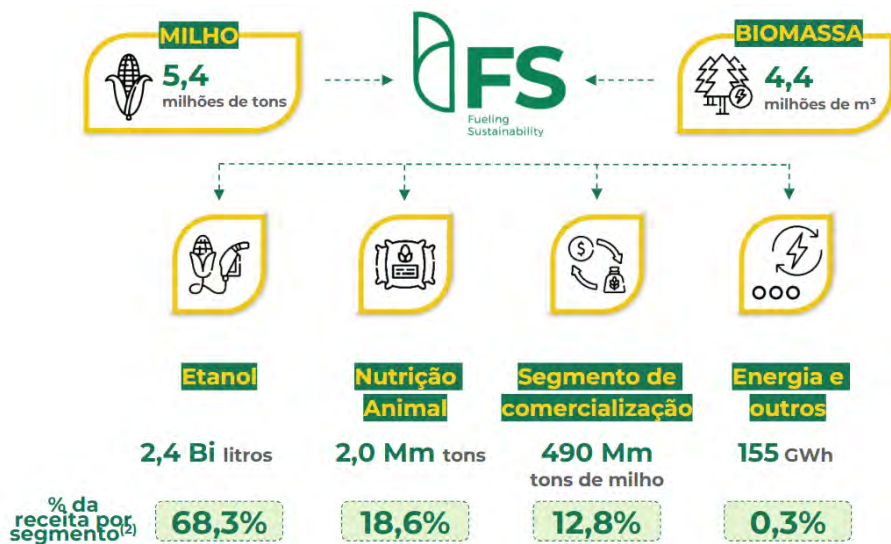 MILHO
5,4
milhões de tons
FS
Fueling
Sustainability
BIOMASSA
4,4
milhões de m³
Etanol
2,4 Bi litros
Nutrição
Animal
2,0 Mm tons
Segmento de
comercialização
490 Mm
tons de milho
Energia e
outros
155 GWh
% da
receita por
segmento(2)
68,3%
18,6%
12,8%
0,3%